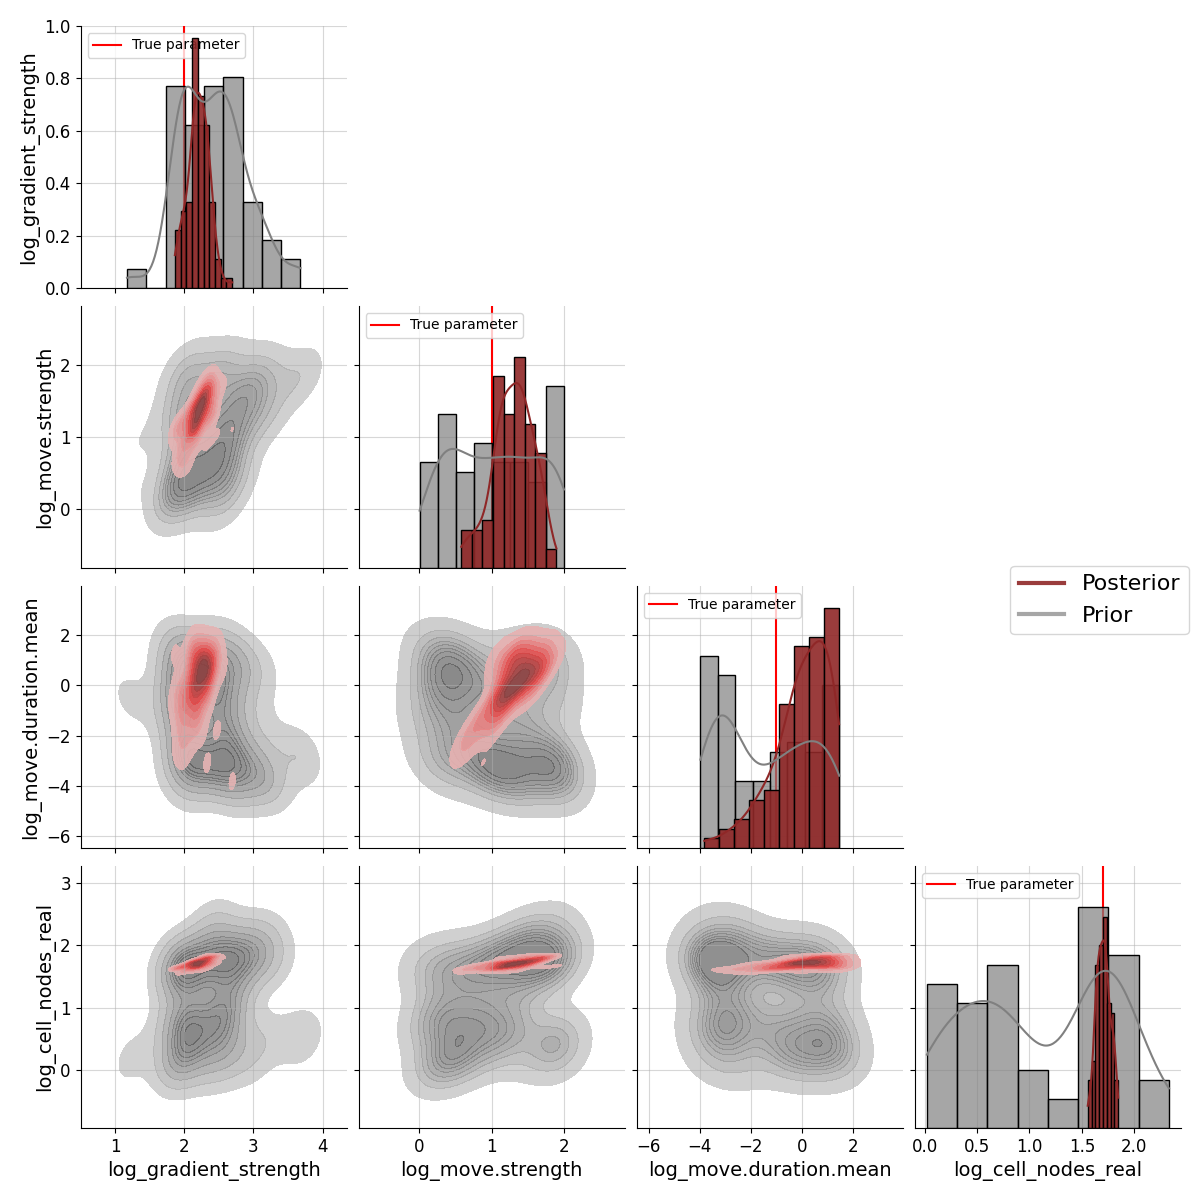 1.0
0.8
0.6
0.4
0.2
0.0
log_gradient_strength
True parameter
2
1
0
log_move.strength
True parameter
2
0
−2
−4
−6
log_move.duration.mean
True parameter
Posterior
Prior
3
2
1
0
log_cell_nodes_real
True parameter
1 2 3 4
0 1 2
−6 −4 −2 0 2
0.0 0.5 1.0 1.5 2.0
log_gradient_strength
log_move.strength
log_move.duration.mean
log_cell_nodes_real